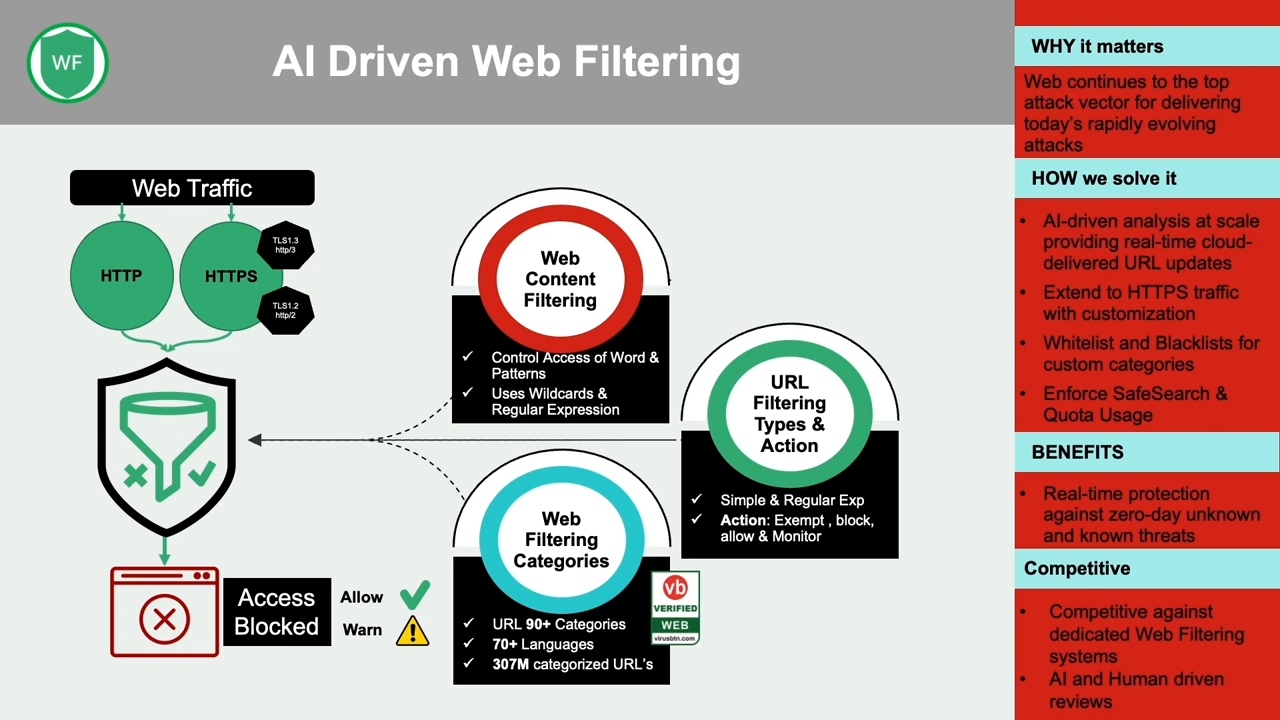 WF
AI Driven Web Filtering
Web Traffic
HTTP
HTTPS
TLS1.3
http/3
TLS1.2
http/2
Access
Blocked
Allow
Warn
Web
Content
Filtering
✓ Control Access of Word &
Patterns
✓ Uses Wildcards &
Regular Expression
URL
Filtering
Types &
Action
✓ Simple & Regular Exp
✓ Action: Exempt , block,
allow & Monitor
Web
Filtering
Categories
✓ URL 90+ Categories
✓ 70+ Languages
✓ 307M categorized URL's
vb
VERIFIED
WEB
virusbtn.com
WHY it matters
Web continues to the top
attack vector for delivering
today's rapidly evolving
attacks
HOW we solve it
• AI-driven analysis at scale
providing real-time cloud-
delivered URL updates
• Extend to HTTPS traffic
with customization
• Whitelist and Blacklists for
custom categories
• Enforce SafeSearch &
Quota Usage
BENEFITS
• Real-time protection
against zero-day unknown
and known threats
Competitive
• Competitive against
dedicated Web Filtering
systems
• AI and Human driven
reviews